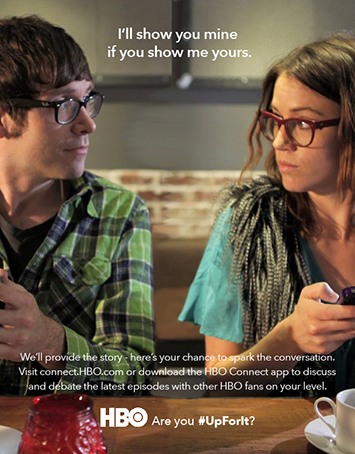 I'll show you mine
if you show me yours.
We'll provide the story - here's your chance to spark the conversation.
Visit connect.HBO.com or download the HBO Connect app to discuss
and debate the latest episodes with other HBO fans on your level.
HBO Are you #UpForIt?